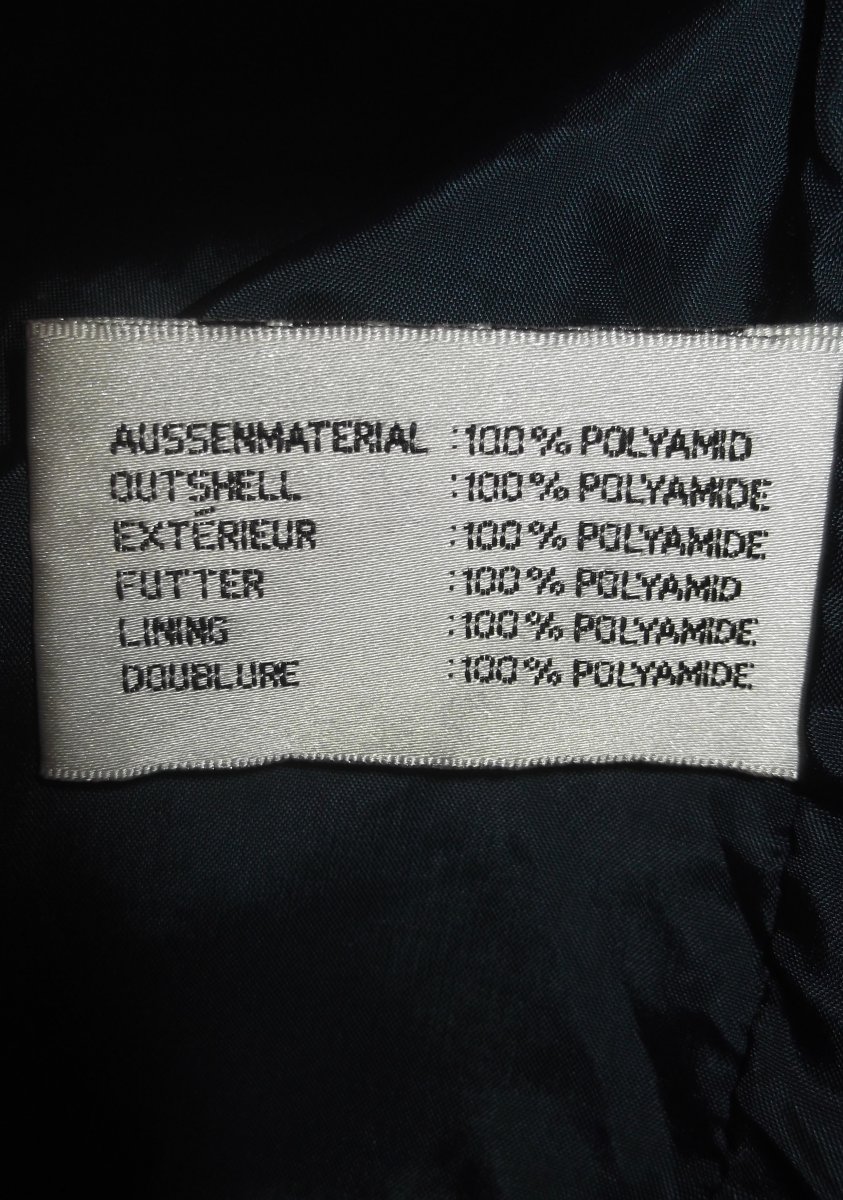 AUSSENMATERIAL :100% POLYAMID
OUTSHELL :100% POLYAMIDE
EXTÉRIEUR :100% POLYAMIDE
FUTTER :100% POLYAMID
LINING :100% POLYAMIDE
DOUBLURE :100% POLYAMIDE